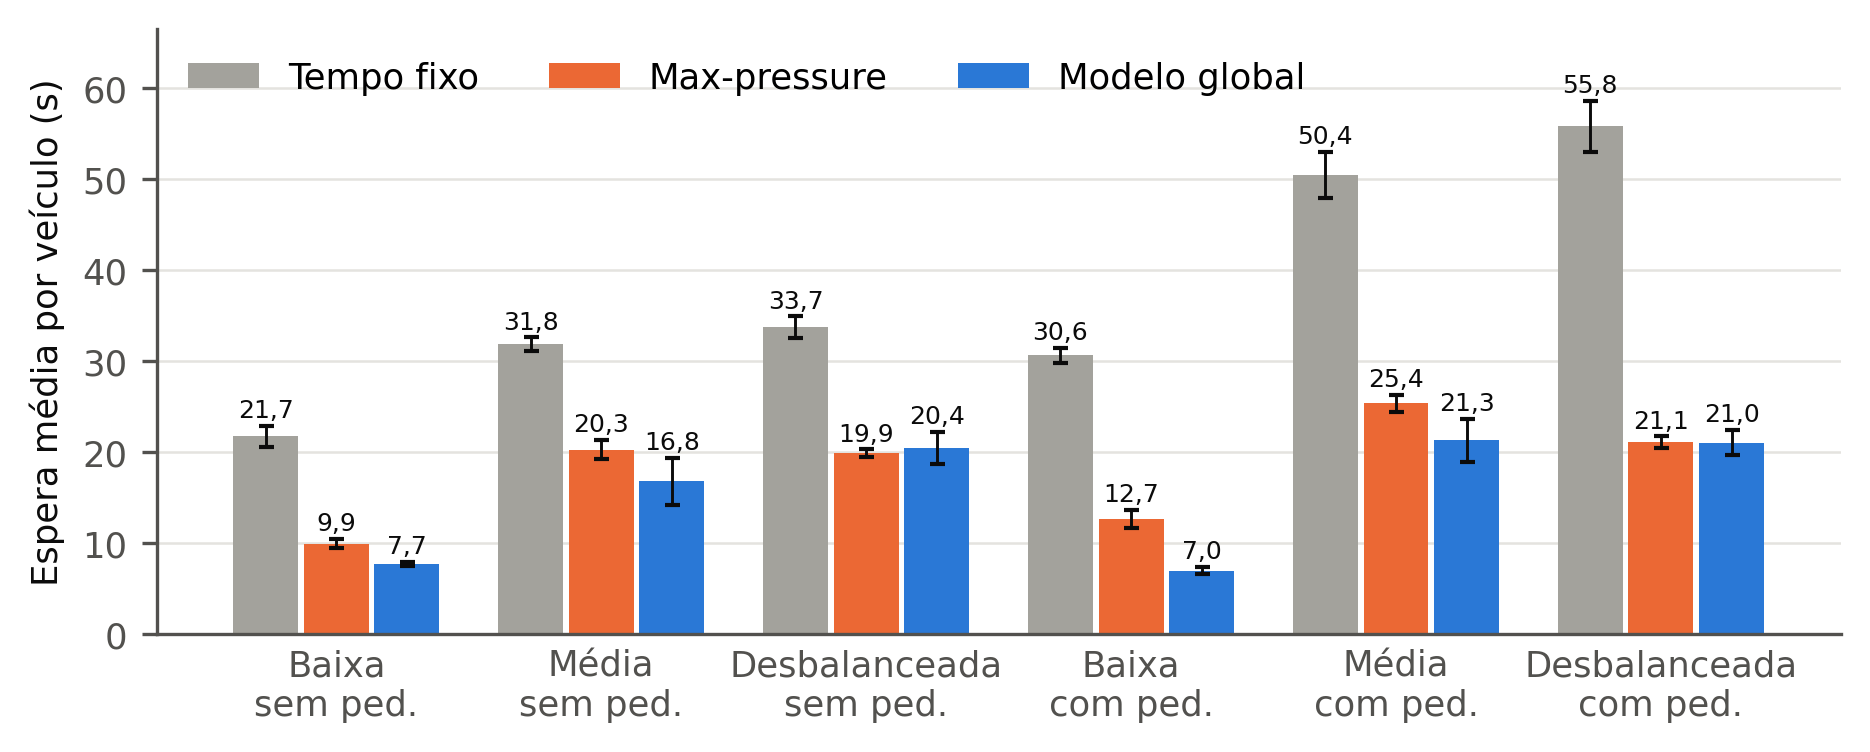 Espera média por veículo (s)
Tempo fixo
Max-pressure
Modelo global
60
50
40
30
20
10
0
21,7
9,9
7,7
31,8
20,3
16,8
33,7
19,9
20,4
30,6
12,7
7,0
50,4
25,4
21,3
55,8
21,1
21,0
Baixa
sem ped.
Média
sem ped.
Desbalanceada
sem ped.
Baixa
com ped.
Média
com ped.
Desbalanceada
com ped.